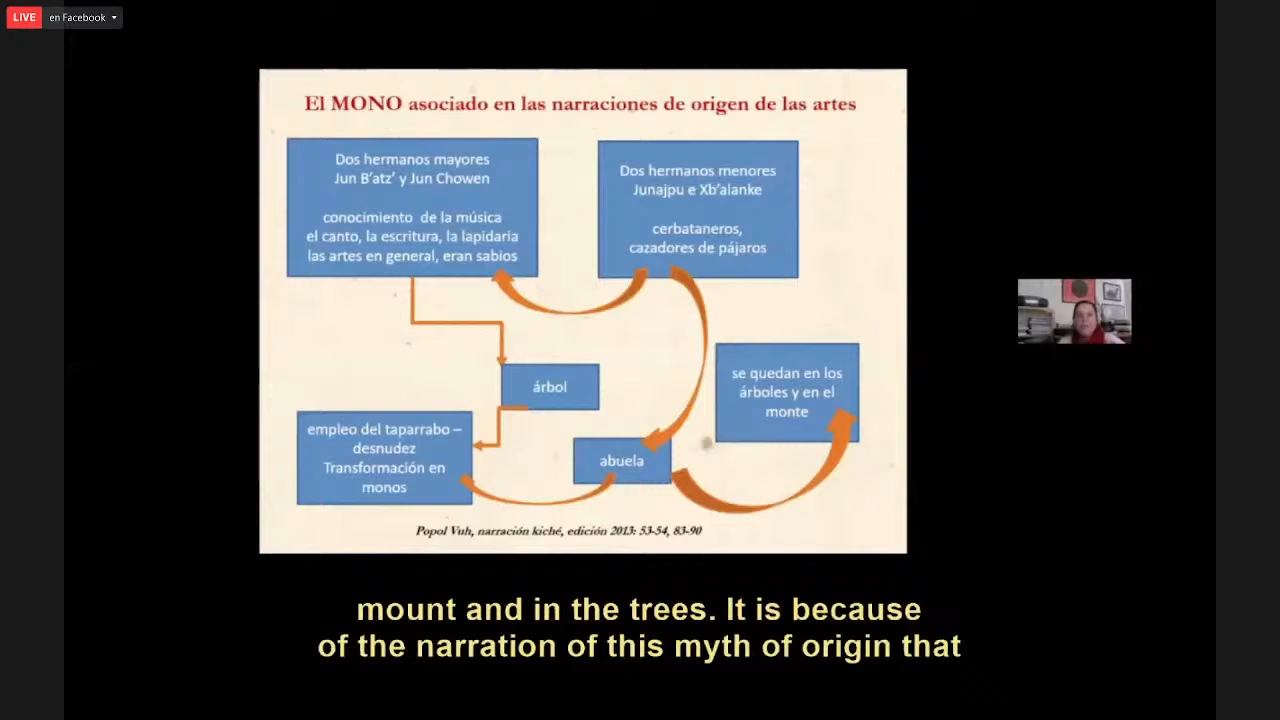 LIVE en Facebook
El MONO asociado en las narraciones de origen de las artes
Dos hermanos mayores
Jun B'atz' y Jun Chowen
conocimiento de la música
el canto, la escritura, la lapidaria
las artes en general, eran sabios
Dos hermanos menores
Junajpu e Xb'alanke
cerbataneros,
cazadores de pájaros
árbol
se quedan en los
árboles y en el
monte
empleo del taparrabo –
desnudez
Transformación en
monos
abuela
Popol Vuh, narración kiché, edición 2013: 53-54, 83-90
mount and in the trees. It is because
of the narration of this myth of origin that